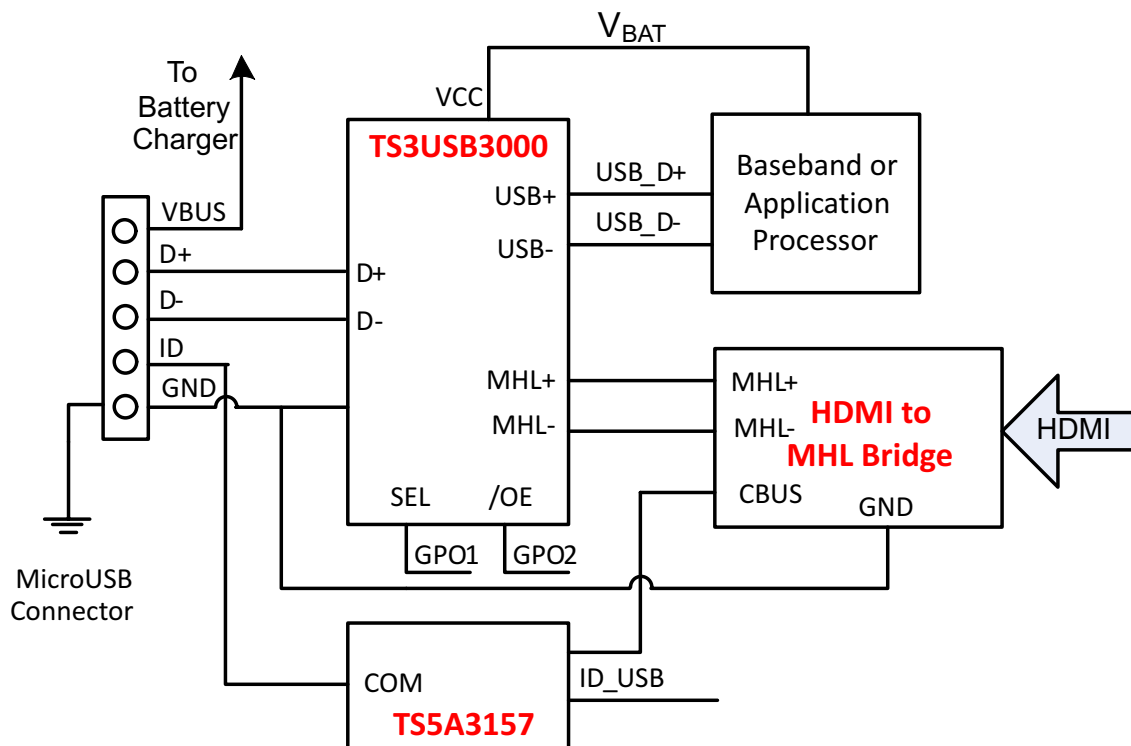 V_BAT
To
Battery
Charger
VCC
TS3USB3000
VBUS
D+
D-
ID
GND
D+
D-
USB+
USB-
USB_D+
USB_D-
Baseband or
Application
Processor
MHL+
MHL-
MHL+
MHL-
HDMI to
MHL Bridge
CBUS
GND
HDMI
SEL
/OE
GPO1
GPO2
MicroUSB
Connector
COM
ID_USB
TS5A3157